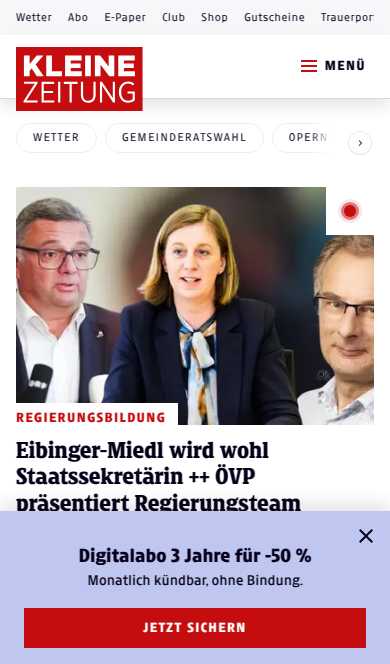 Wetter Abo E-Paper Club Shop Gutscheine Trauerpor
KLEINE
ZEITUNG
MENÜ
WETTER GEMEINDERATSWAHL OPERN
REGIERUNGSBILDUNG
Eibinger-Miedl wird wohl
Staatssekretärin ++ ÖVP
präsentiert Regierungsteam
Digitalabo 3 Jahre für -50 %
Monatlich kündbar, ohne Bindung.
JETZT SICHERN